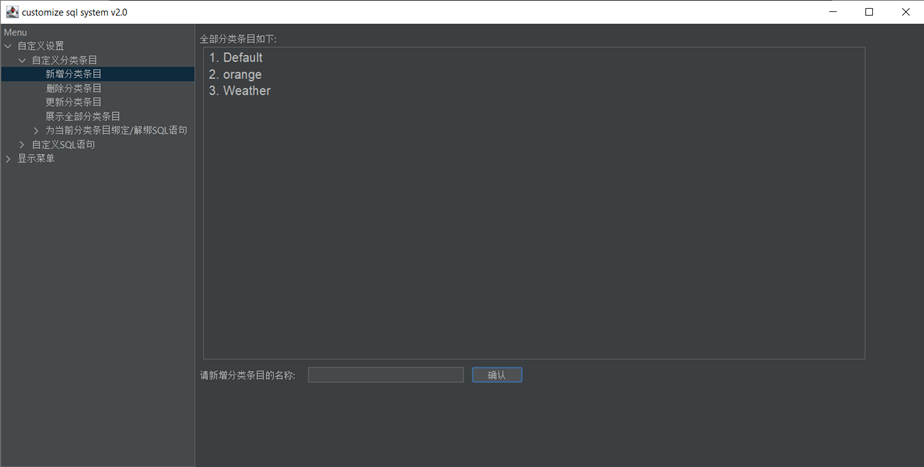 customize sql system v2.0
Menu
自定义设置
自定义分类条目
新增分类条目
删除分类条目
更新分类条目
展示全部分类条目
为当前分类条目绑定/解绑SQL语句
自定义SQL语句
显示菜单
全部分类条目如下:
1. Default
2. orange
3. Weather
请新增分类条目的名称:
确认